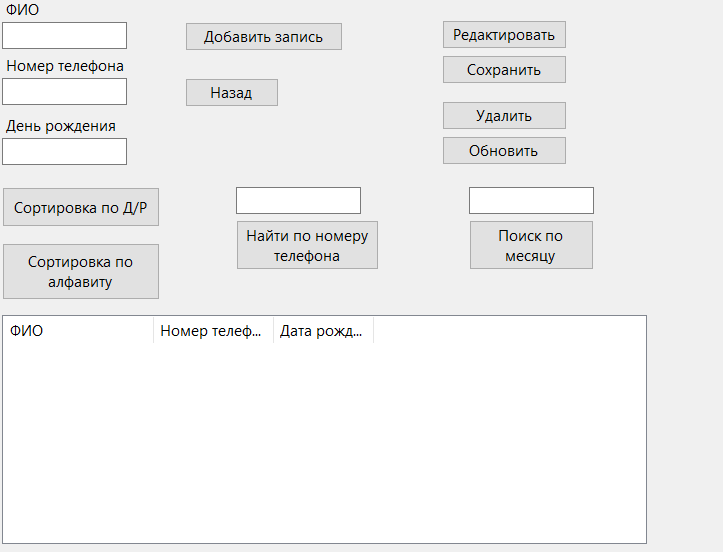 ФИО
Добавить запись
Редактировать
Номер телефона
Сохранить
Назад
Удалить
День рождения
Обновить
Сортировка по Д/Р
Найти по номеру
телефона
Поиск по
месяцу
Сортировка по
алфавиту
ФИО
Номер телеф...
Дата рожд...